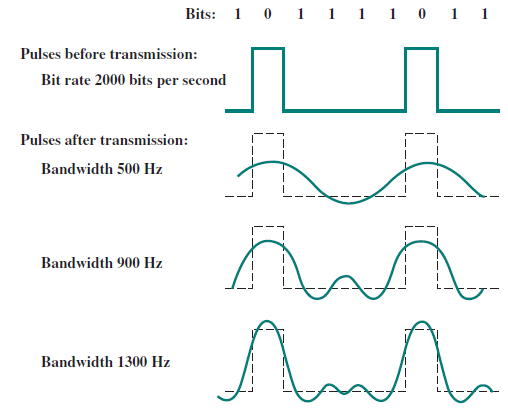 Bits: 1 0 1 1 1 1 0 1 1
Pulses before transmission:
Bit rate 2000 bits per second
Pulses after transmission:
Bandwidth 500 Hz
Bandwidth 900 Hz
Bandwidth 1300 Hz